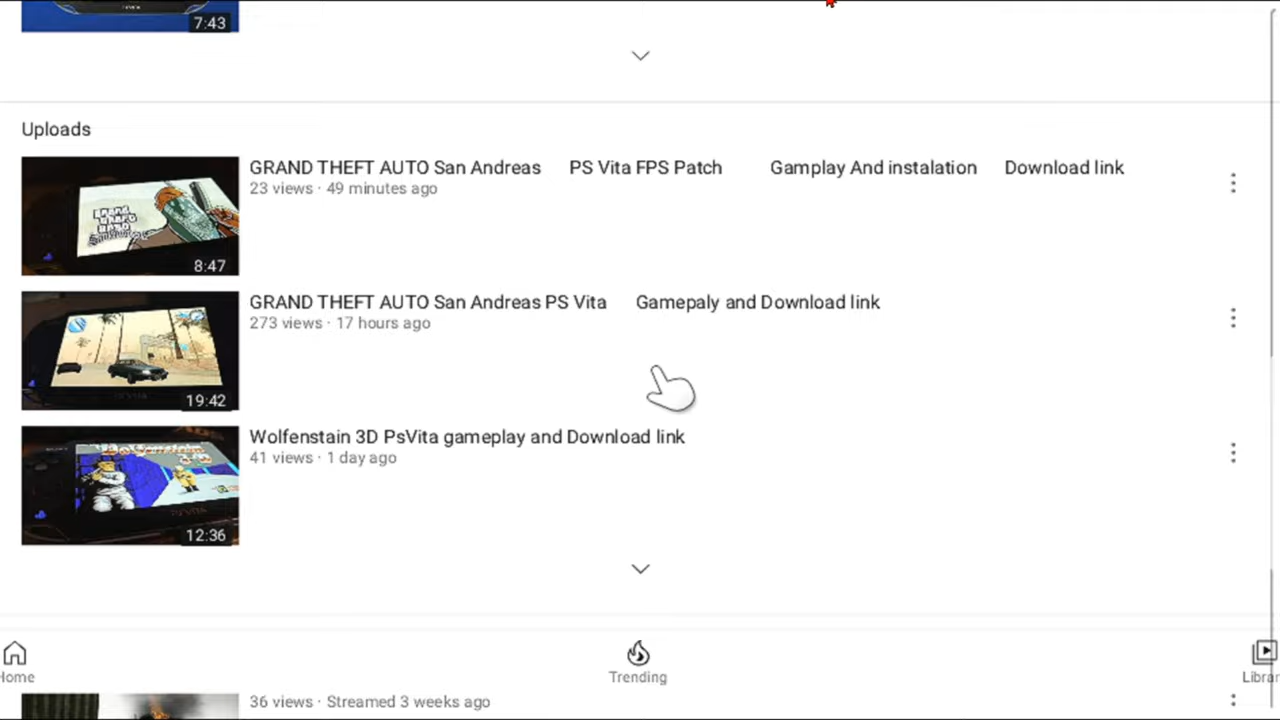 7:43
Uploads
GRAND THEFT AUTO San Andreas PS Vita FPS Patch Gamplay And instalation Download link
23 views · 49 minutes ago
8:47
GRAND THEFT AUTO San Andreas PS Vita Gamepaly and Download link
273 views · 17 hours ago
19:42
Wolfenstain 3D PsVita gameplay and Download link
41 views · 1 day ago
12:36
Home
Trending
Librar
36 views · Streamed 3 weeks ago